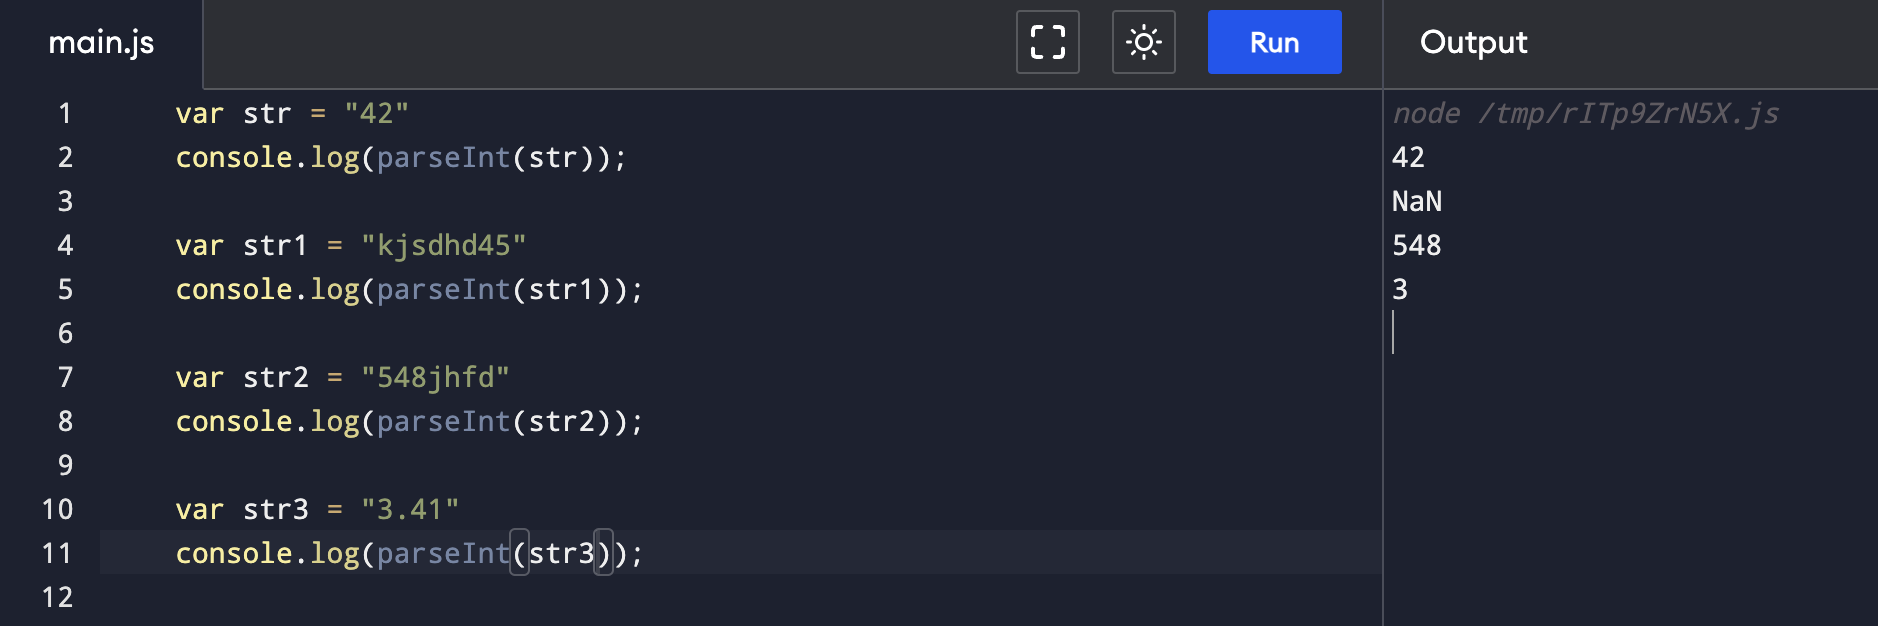 main.js
Run
Output
1 var str = "42"
2 console.log(parseInt(str));
3
4 var str1 = "kjsdhd45"
5 console.log(parseInt(str1));
6
7 var str2 = "548jhfd"
8 console.log(parseInt(str2));
9
10 var str3 = "3.41"
11 console.log(parseInt(str3));
12
node /tmp/rITp9ZrN5X.js
42
NaN
548
3